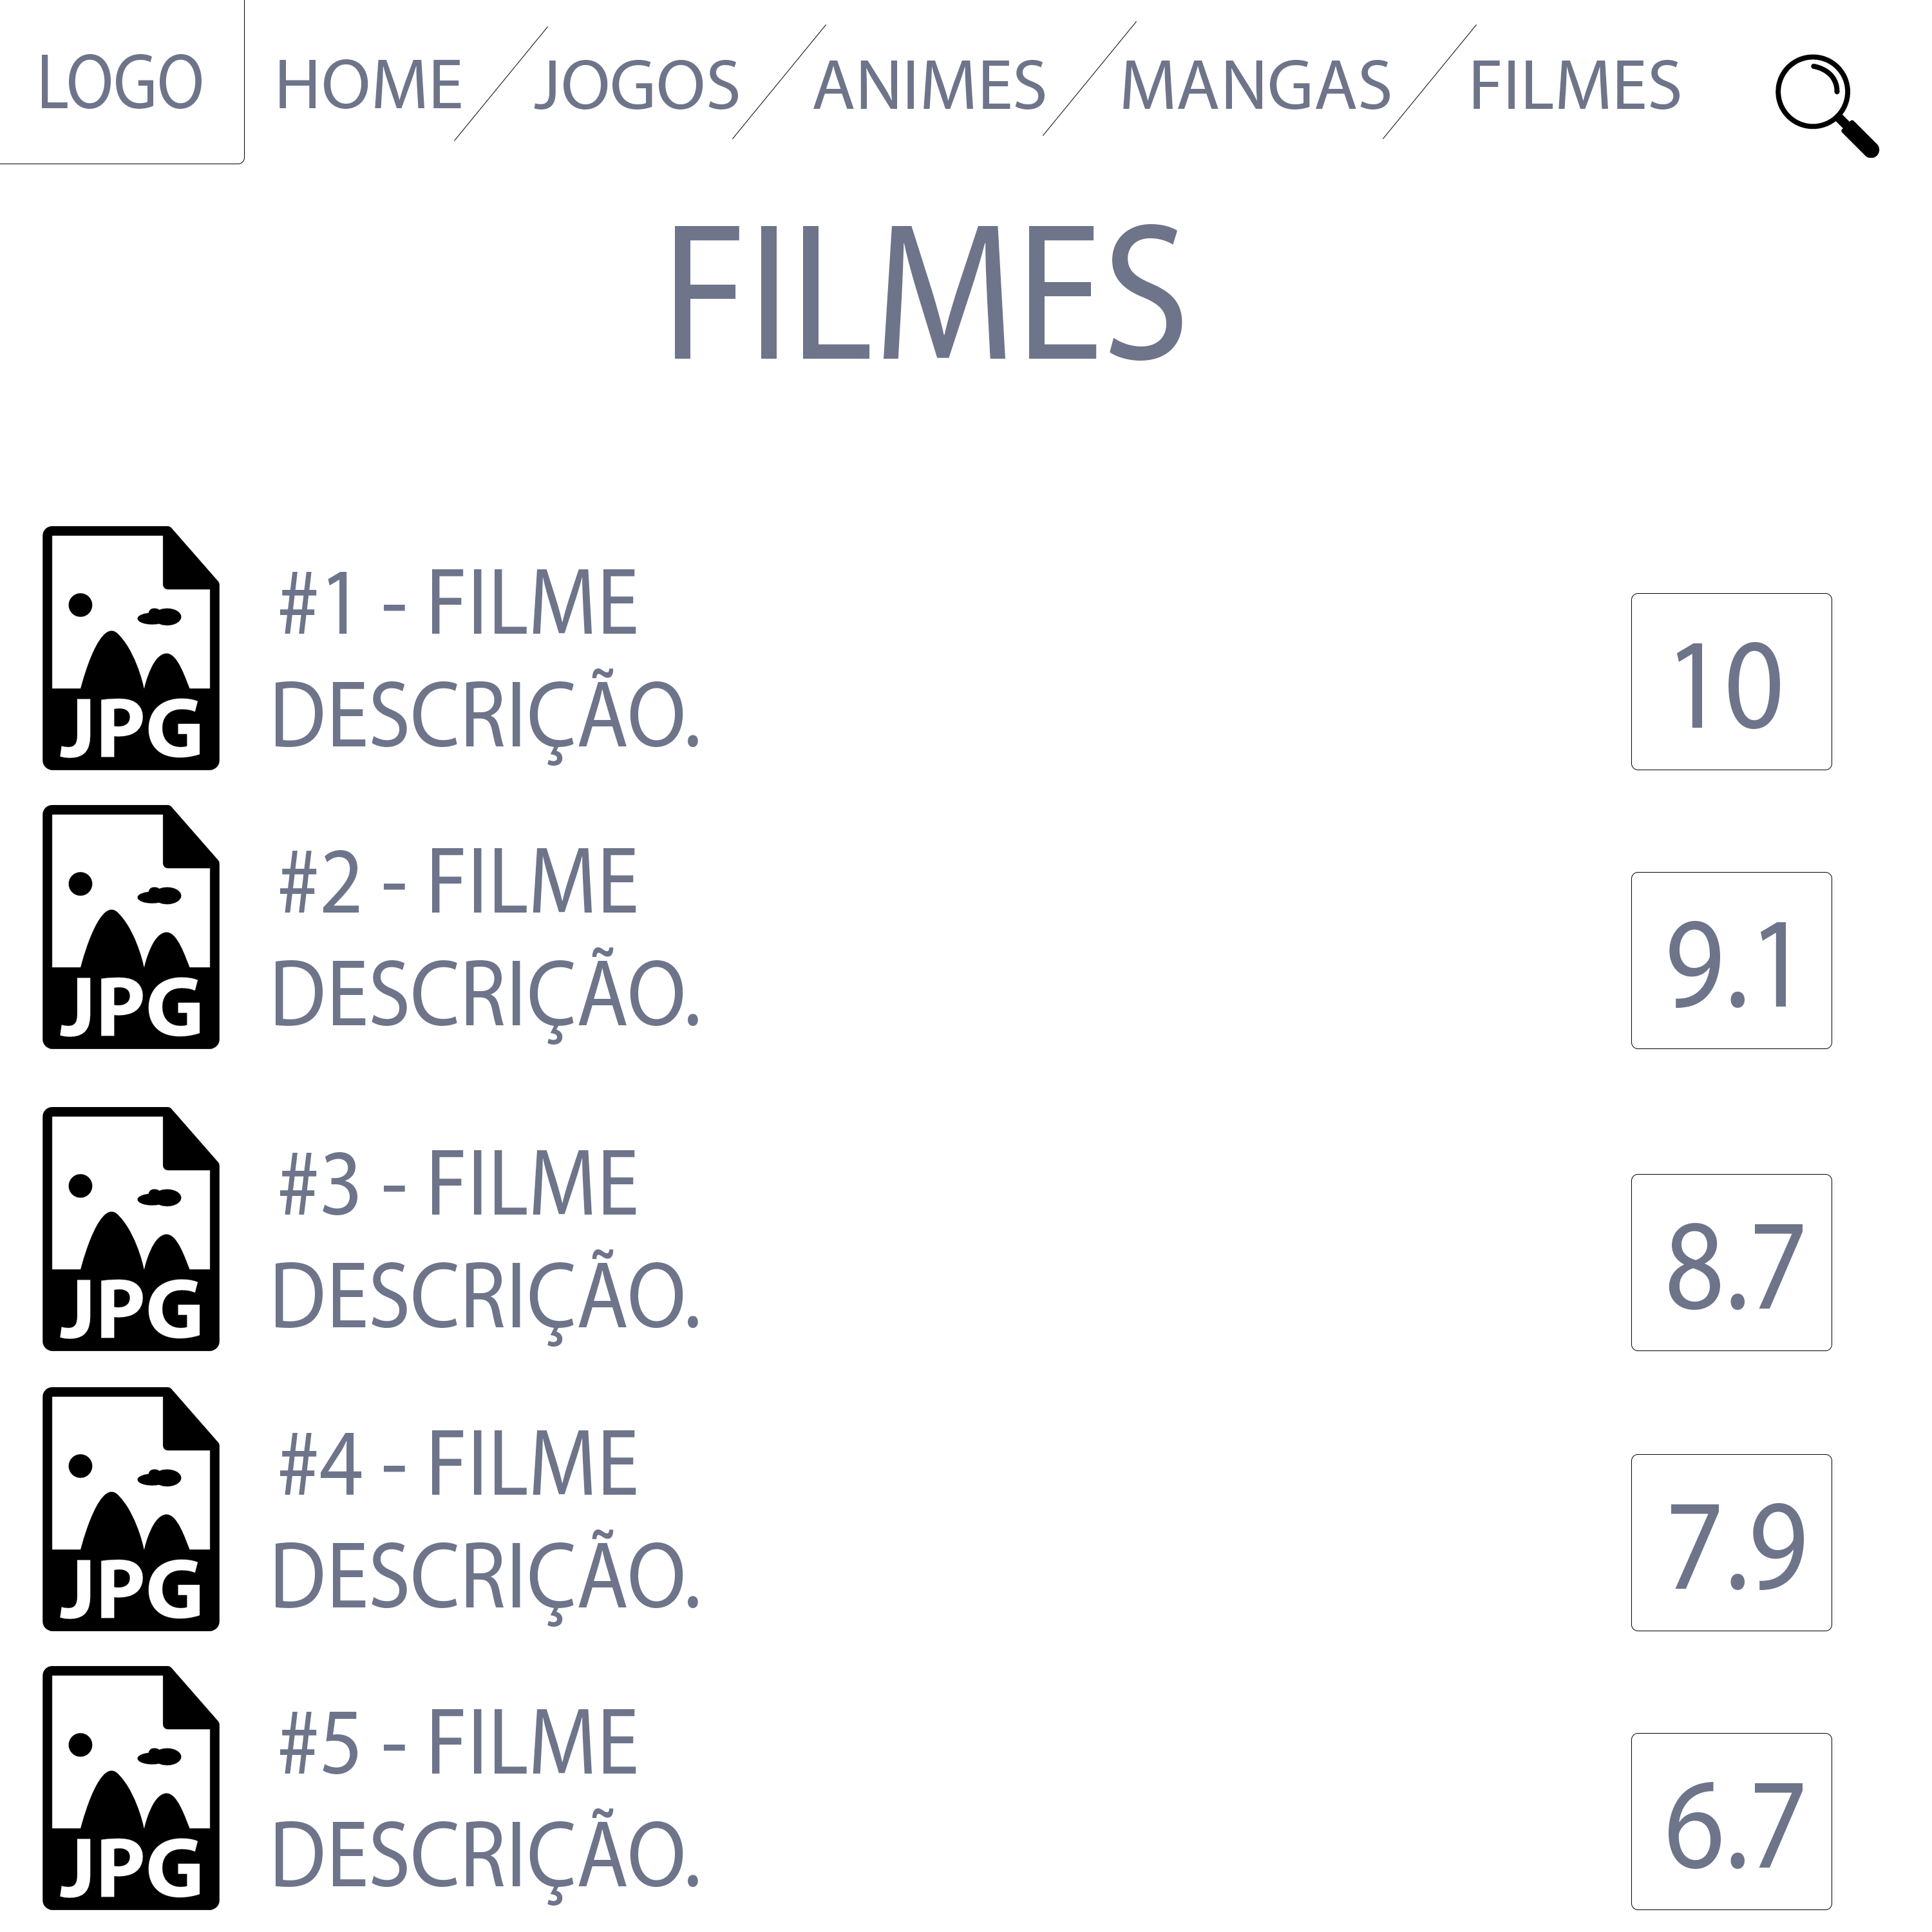 LOGO HOME JOGOS ANIMES MANGAS FILMES
FILMES
#1 - FILME
DESCRIÇÃO.
10
JPG
#2 - FILME
DESCRIÇÃO.
9.1
JPG
#3 - FILME
DESCRIÇÃO.
8.7
JPG
#4 - FILME
DESCRIÇÃO.
7.9
JPG
#5 - FILME
DESCRIÇÃO.
6.7
JPG